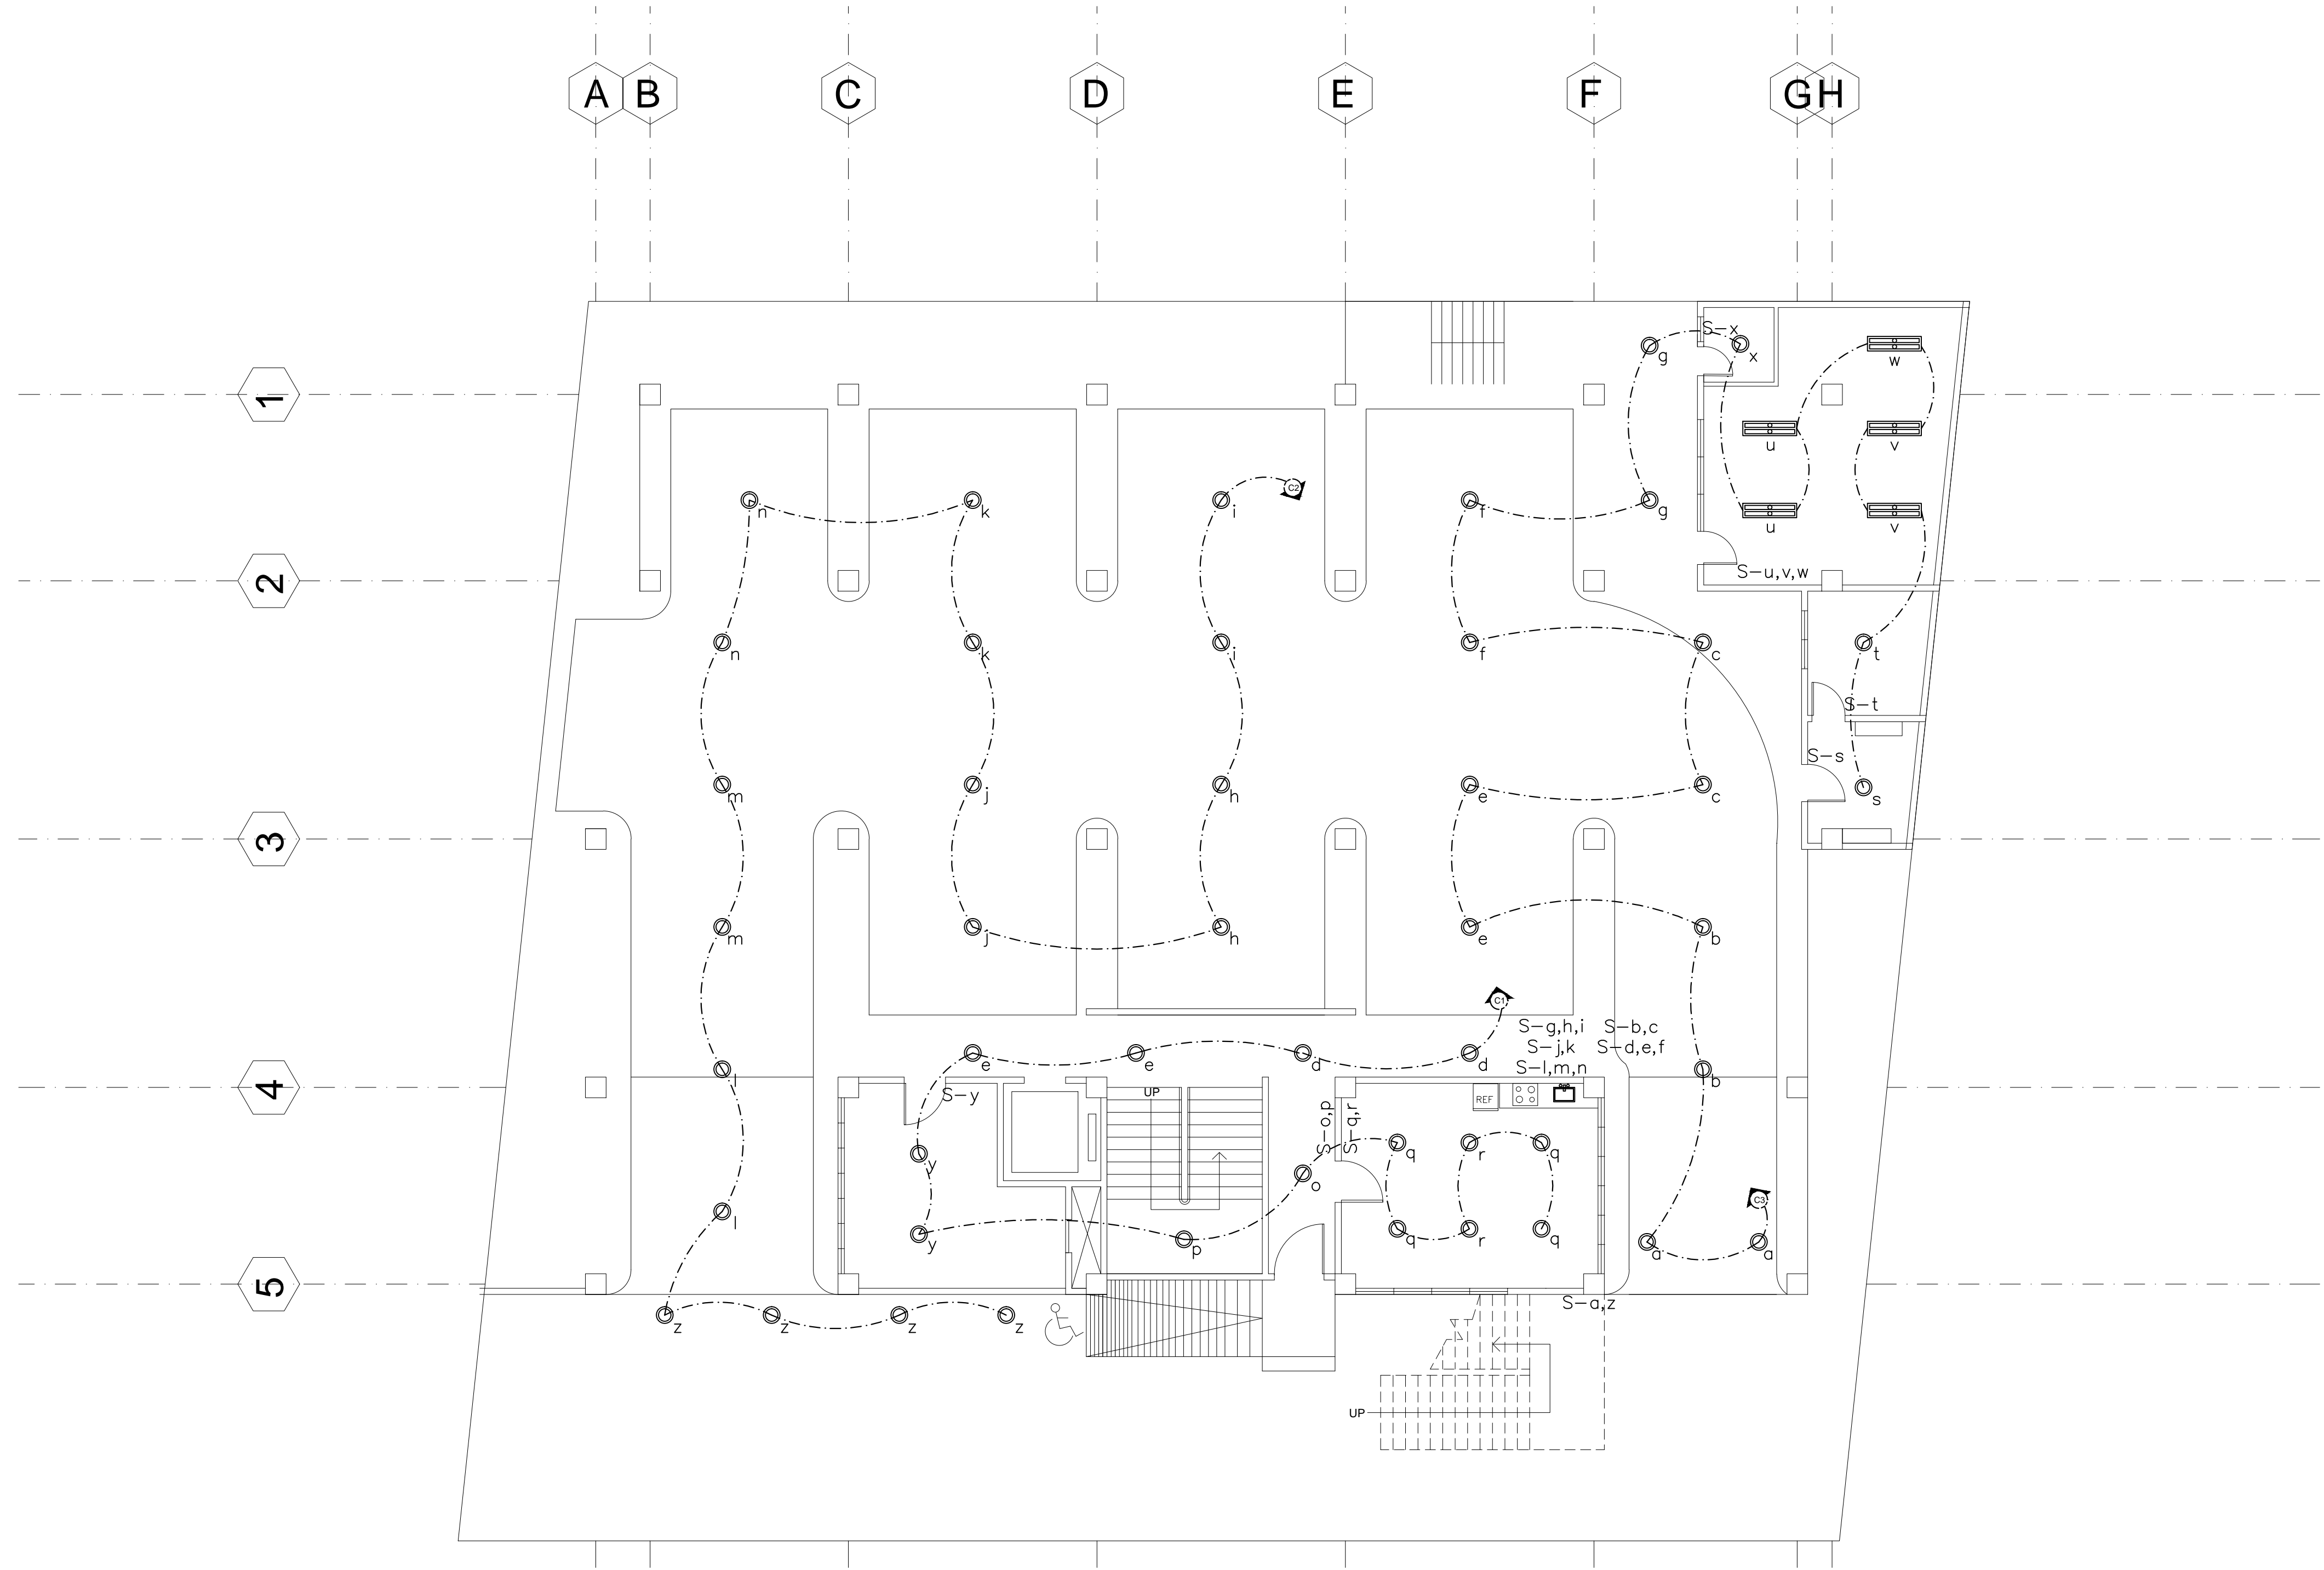 A B C D E F G H
S-x
g x w
1
u v
n k i C2 f g
u v
S-u,v,w
2
n k i f c t
S-t
S-s
m j h e c s
3
m j h e b
C1
S-g,h,i S-b,c
S-j,k S-d,e,f
e e d d
S-l,m,n
l b
4
UP
S-y REF
S-o,p S-q,r
y q r q
o
C3
l y p q r q a a
5
S-a,z
z z z z
UP